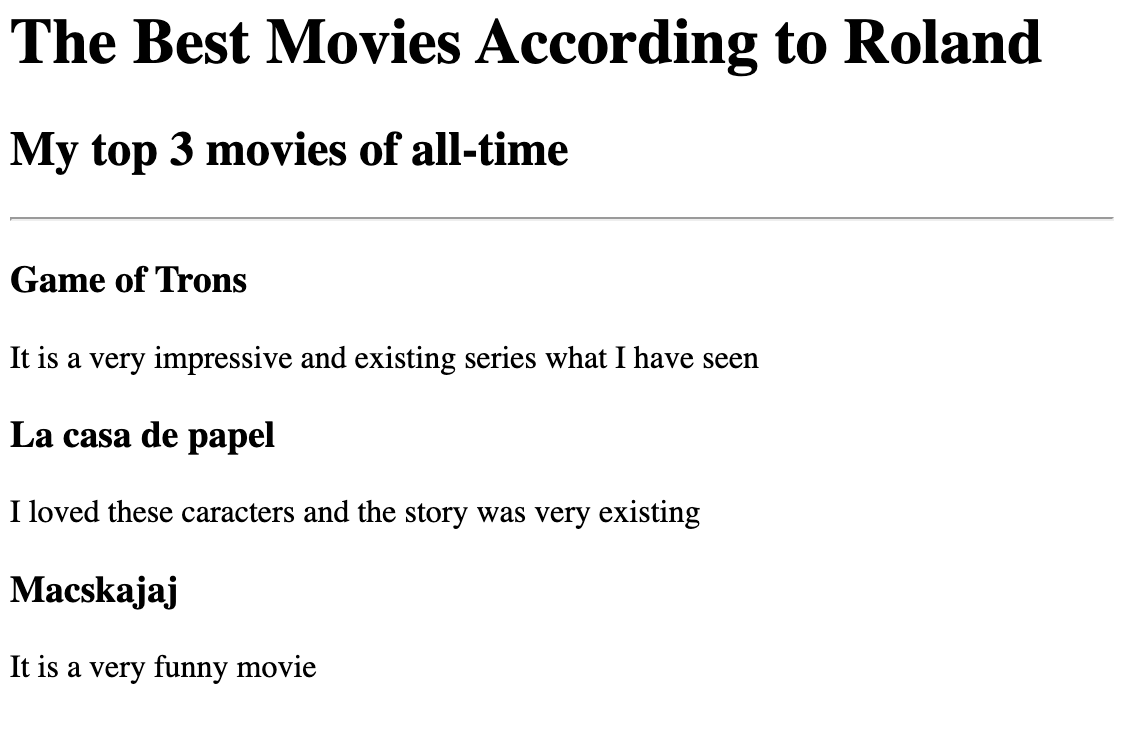 The Best Movies According to Roland
My top 3 movies of all-time
Game of Trons
It is a very impressive and existing series what I have seen
La casa de papel
I loved these caracters and the story was very existing
Macskajaj
It is a very funny movie